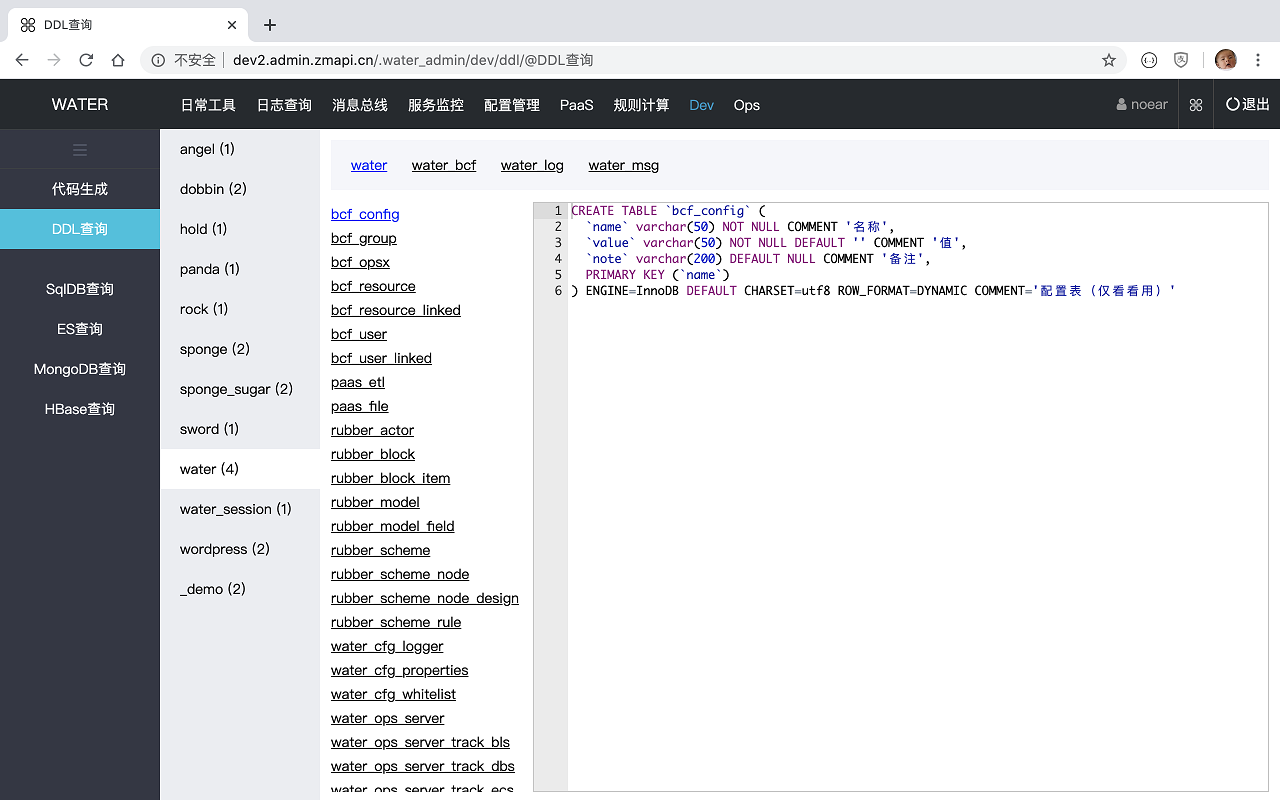 DDL查询
不安全 dev2.admin.zmapi.cn/.water_admin/dev/ddl/@DDL查询
WATER 日常工具 日志查询 消息总线 服务监控 配置管理 PaaS 规则计算 Dev Ops noear 退出
代码生成
DDL查询
SqlDB查询
ES查询
MongoDB查询
HBase查询
angel (1)
dobbin (2)
hold (1)
panda (1)
rock (1)
sponge (2)
sponge_sugar (2)
sword (1)
water (4)
water_session (1)
wordpress (2)
_demo (2)
water water_bcf water_log water_msg
bcf_config
bcf_group
bcf_opsx
bcf_resource
bcf_resource_linked
bcf_user
bcf_user_linked
paas_etl
paas_file
rubber_actor
rubber_block
rubber_block_item
rubber_model
rubber_model_field
rubber_scheme
rubber_scheme_node
rubber_scheme_node_design
rubber_scheme_rule
water_cfg_logger
water_cfg_properties
water_cfg_whitelist
water_ops_server
water_ops_server_track_bls
water_ops_server_track_dbs
water_ops_server_track_ecs
1 CREATE TABLE `bcf_config` (
2 `name` varchar(50) NOT NULL COMMENT '名称',
3 `value` varchar(50) NOT NULL DEFAULT '' COMMENT '值',
4 `note` varchar(200) DEFAULT NULL COMMENT '备注',
5 PRIMARY KEY (`name`)
6 ) ENGINE=InnoDB DEFAULT CHARSET=utf8 ROW_FORMAT=DYNAMIC COMMENT='配置表（仅看看用）'